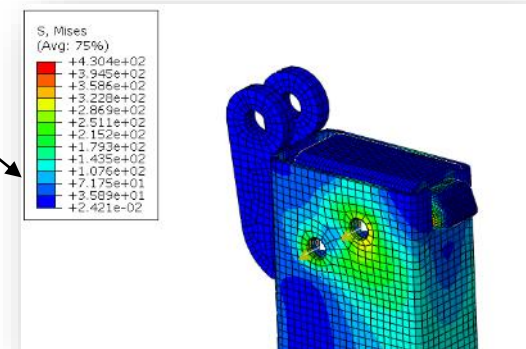 S, Mises
(Avg: 75%)
+4.304e+02
+3.945e+02
+3.586e+02
+3.228e+02
+2.869e+02
+2.511e+02
+2.152e+02
+1.793e+02
+1.435e+02
+1.076e+02
+7.175e+01
+3.589e+01
+2.421e-02